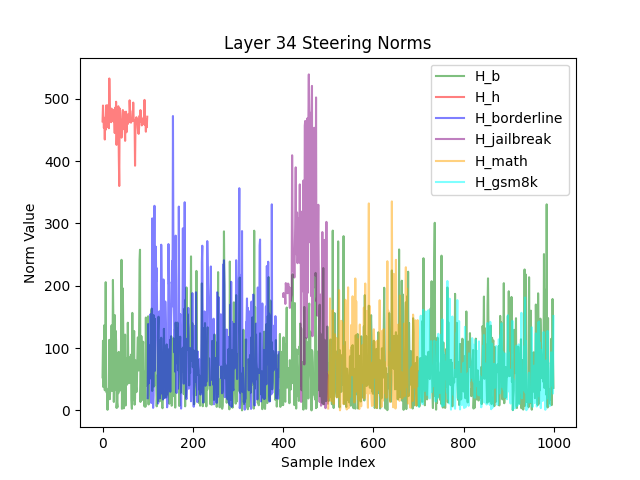 Layer 34 Steering Norms
H_b
H_h
H_borderline
H_jailbreak
H_math
H_gsm8k
Norm Value
500
400
300
200
100
0
0 200 400 600 800 1000
Sample Index